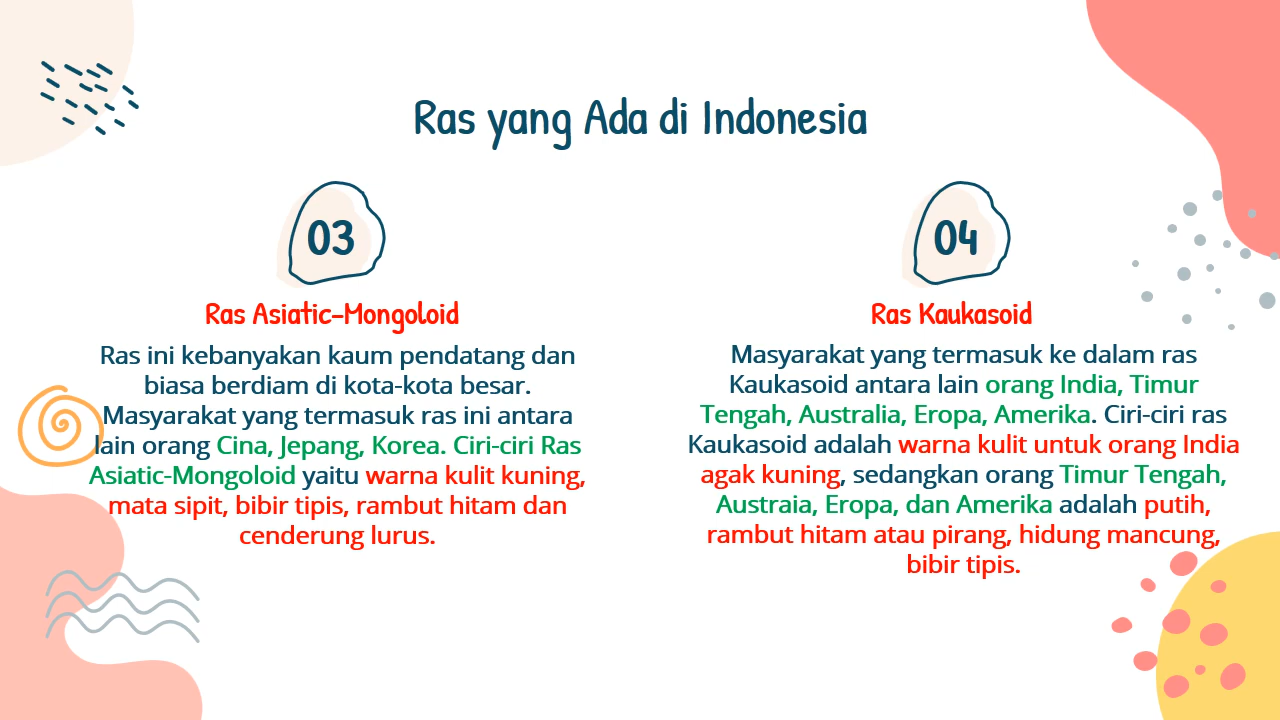 Ras yang Ada di Indonesia
03
Ras Asiatic-Mongoloid
Ras ini kebanyakan kaum pendatang dan
biasa berdiam di kota-kota besar.
Masyarakat yang termasuk ras ini antara
lain orang Cina, Jepang, Korea. Ciri-ciri Ras
Asiatic-Mongoloid yaitu warna kulit kuning,
mata sipit, bibir tipis, rambut hitam dan
cenderung lurus.
04
Ras Kaukasoid
Masyarakat yang termasuk ke dalam ras
Kaukasoid antara lain orang India, Timur
Tengah, Australia, Eropa, Amerika. Ciri-ciri ras
Kaukasoid adalah warna kulit untuk orang India
agak kuning, sedangkan orang Timur Tengah,
Austraia, Eropa, dan Amerika adalah putih,
rambut hitam atau pirang, hidung mancung,
bibir tipis.